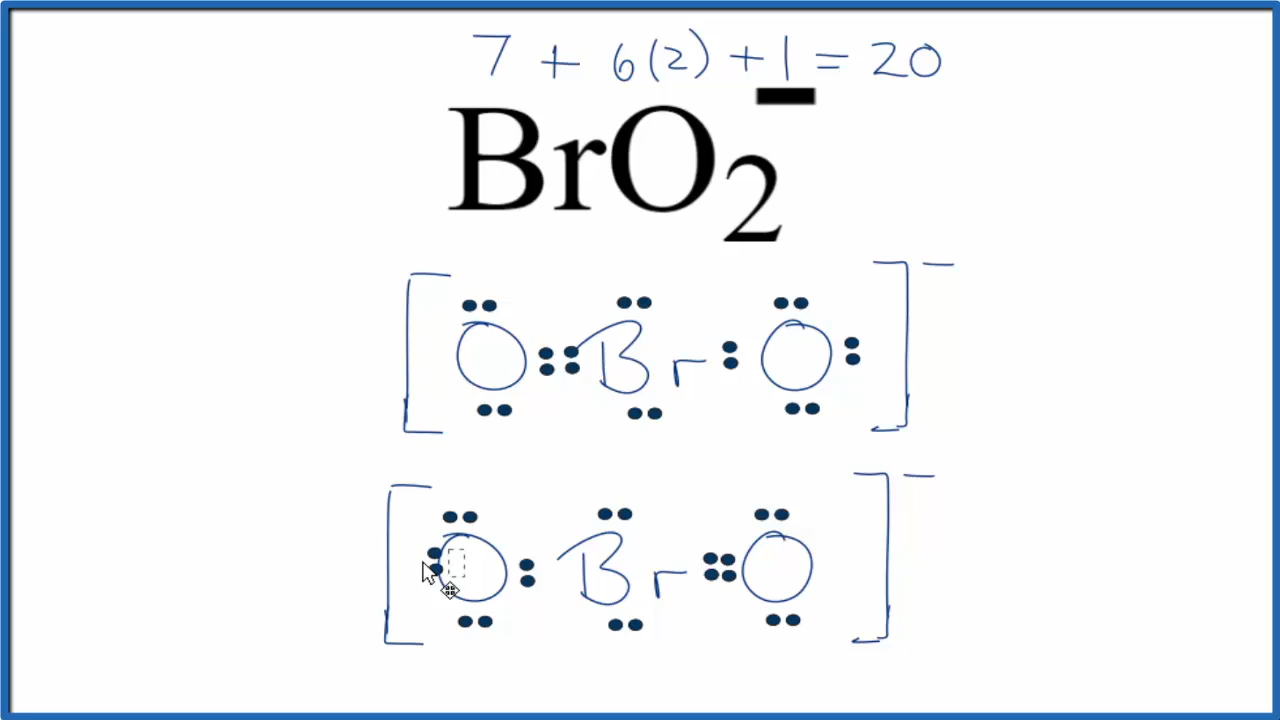 7 + 6(2) + 1 = 20
BrO₂⁻
[O Br O]⁻
[O Br O]⁻